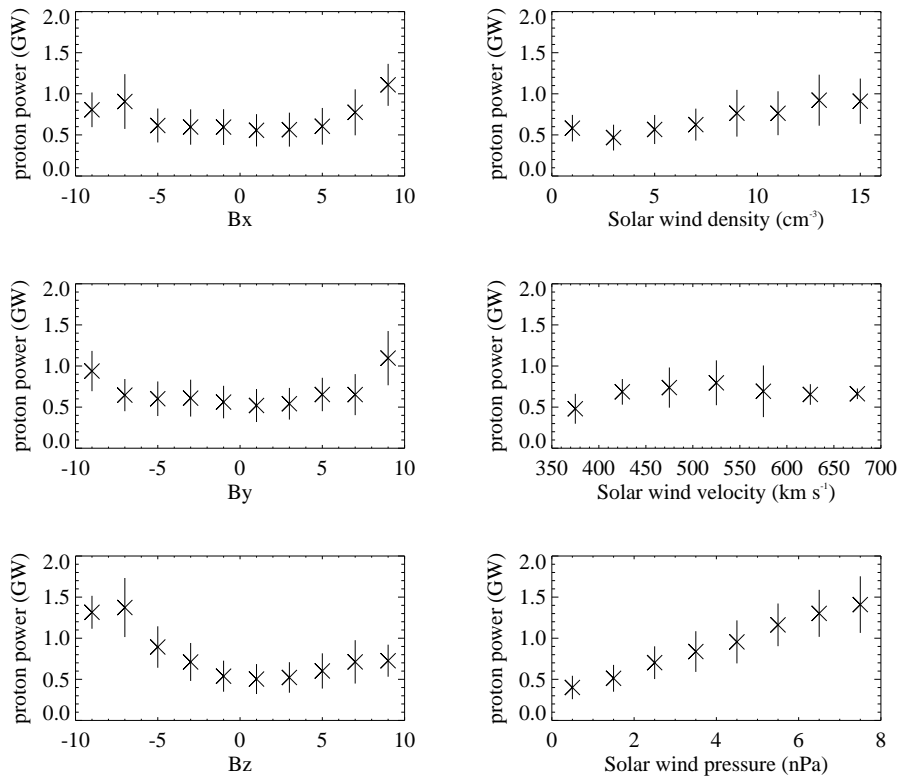 2.0
1.5
1.0
0.5
0.0
proton power (GW)
-10 -5 0 5 10
Bx
2.0
1.5
1.0
0.5
0.0
proton power (GW)
0 5 10 15
Solar wind density (cm⁻³)
2.0
1.5
1.0
0.5
0.0
proton power (GW)
-10 -5 0 5 10
By
2.0
1.5
1.0
0.5
0.0
proton power (GW)
350 400 450 500 550 600 650 700
Solar wind velocity (km s⁻¹)
2.0
1.5
1.0
0.5
0.0
proton power (GW)
-10 -5 0 5 10
Bz
2.0
1.5
1.0
0.5
0.0
proton power (GW)
0 2 4 6 8
Solar wind pressure (nPa)